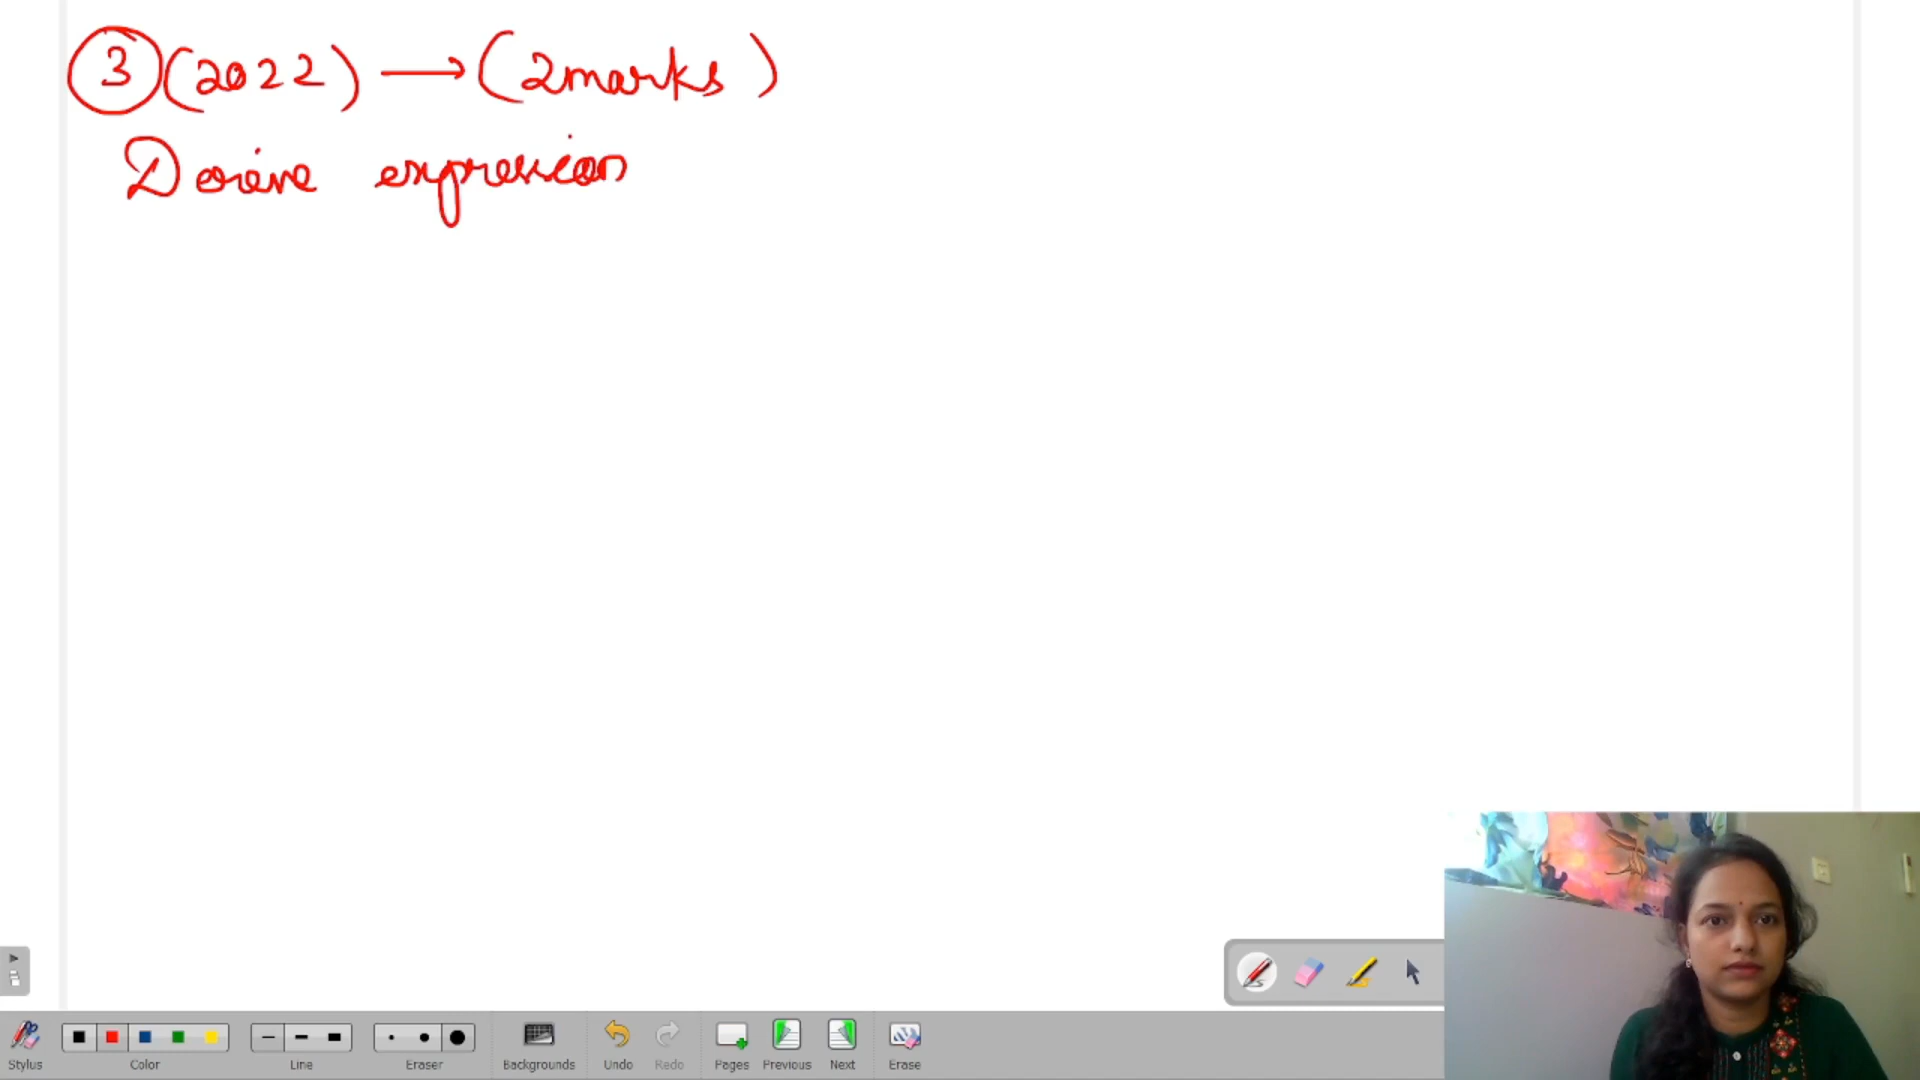 3 (2022) → (2marks)
Derive expression
Stylus Color Line Eraser Backgrounds Undo Redo Pages Previous Next Erase